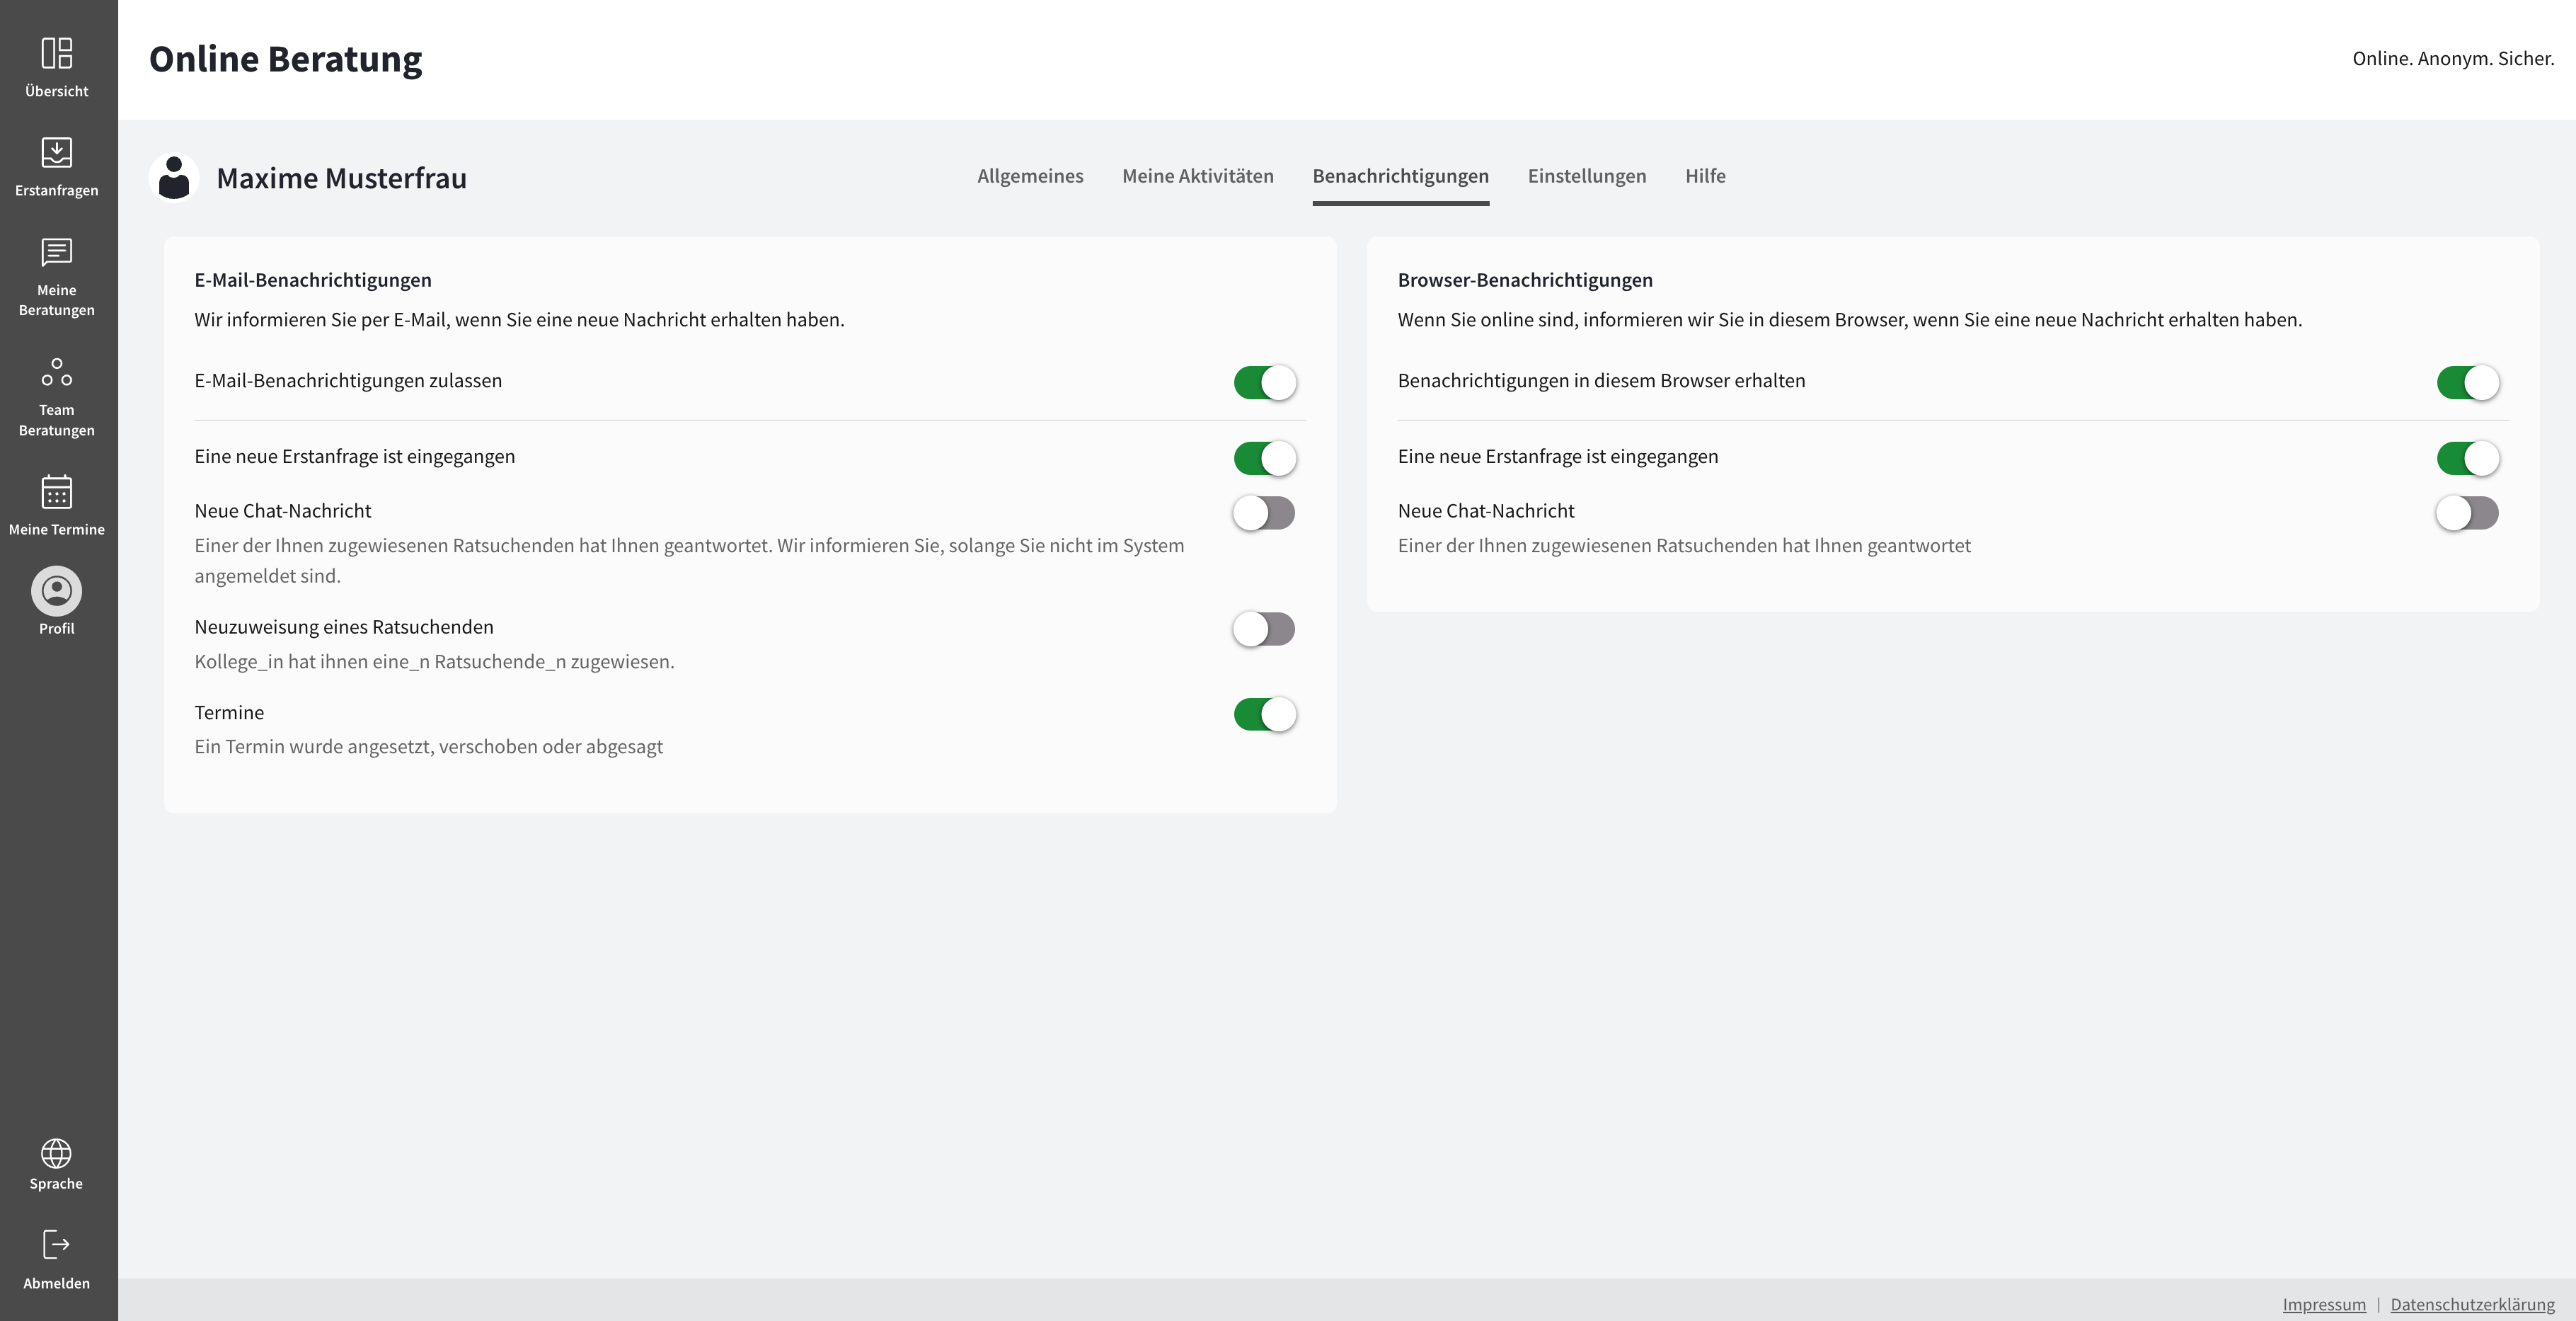 Übersicht
Erstanfragen
Meine
Beratungen
Team
Beratungen
Meine Termine
Profil
Sprache
Abmelden
Online Beratung
Online. Anonym. Sicher.
Maxime Musterfrau
Allgemeines
Meine Aktivitäten
Benachrichtigungen
Einstellungen
Hilfe
E-Mail-Benachrichtigungen
Wir informieren Sie per E-Mail, wenn Sie eine neue Nachricht erhalten haben.
E-Mail-Benachrichtigungen zulassen
Eine neue Erstanfrage ist eingegangen
Neue Chat-Nachricht
Einer der Ihnen zugewiesenen Ratsuchenden hat Ihnen geantwortet. Wir informieren Sie, solange Sie nicht im System
angemeldet sind.
Neuzuweisung eines Ratsuchenden
Kollege_in hat ihnen eine_n Ratsuchende_n zugewiesen.
Termine
Ein Termin wurde angesetzt, verschoben oder abgesagt
Browser-Benachrichtigungen
Wenn Sie online sind, informieren wir Sie in diesem Browser, wenn Sie eine neue Nachricht erhalten haben.
Benachrichtigungen in diesem Browser erhalten
Eine neue Erstanfrage ist eingegangen
Neue Chat-Nachricht
Einer der Ihnen zugewiesenen Ratsuchenden hat Ihnen geantwortet
Impressum | Datenschutzerklärung